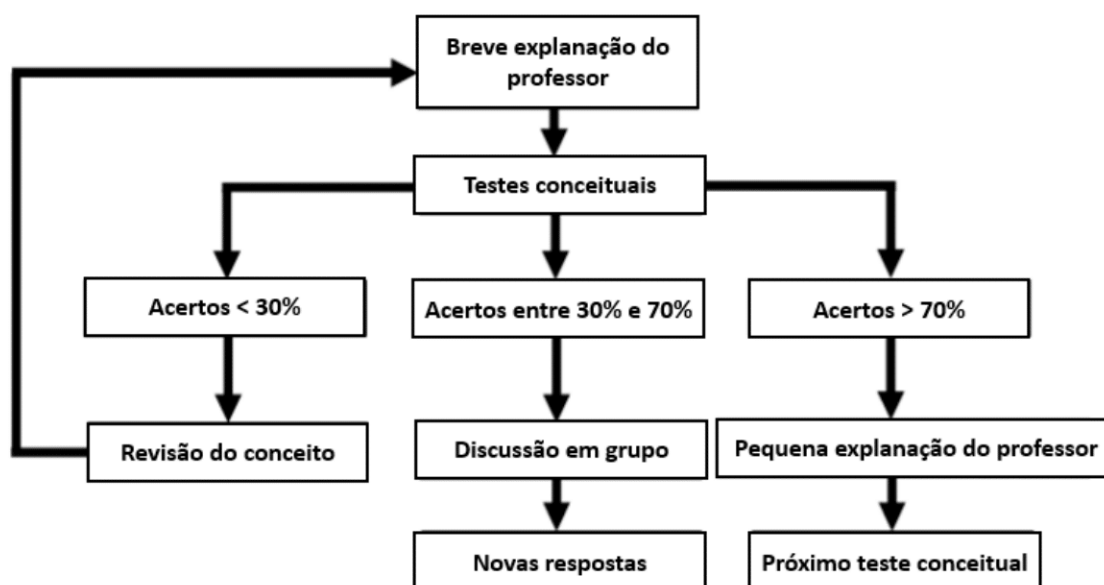 Breve explanação do
professor
Testes conceituais
Acertos < 30%
Acertos entre 30% e 70%
Acertos > 70%
Revisão do conceito
Discussão em grupo
Pequena explanação do professor
Novas respostas
Próximo teste conceitual